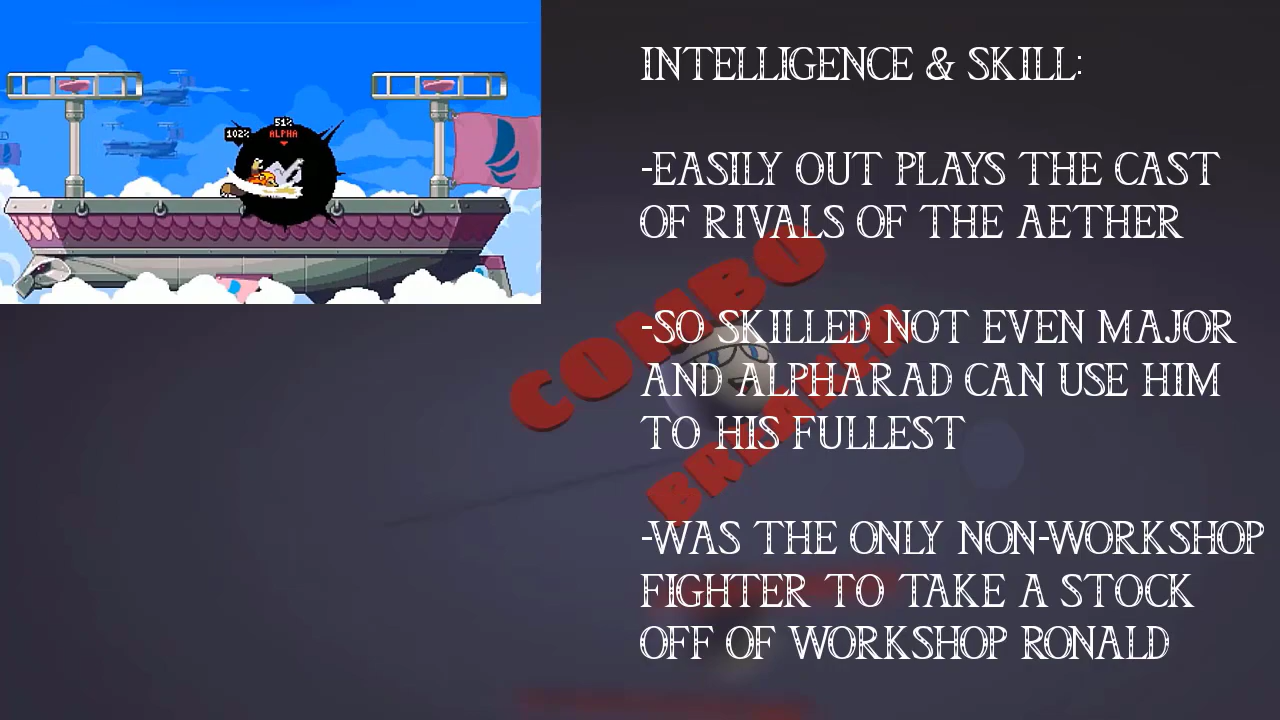 INTELLIGENCE & SKILL:
-EASILY OUT PLAYS THE CAST
OF RIVALS OF THE AETHER
-SO SKILLED NOT EVEN MAJOR
AND ALPHARAD CAN USE HIM
TO HIS FULLEST
-WAS THE ONLY NON-WORKSHOP
FIGHTER TO TAKE A STOCK
OFF OF WORKSHOP RONALD
51%
102% ALPHA
COMBO
BREAKER